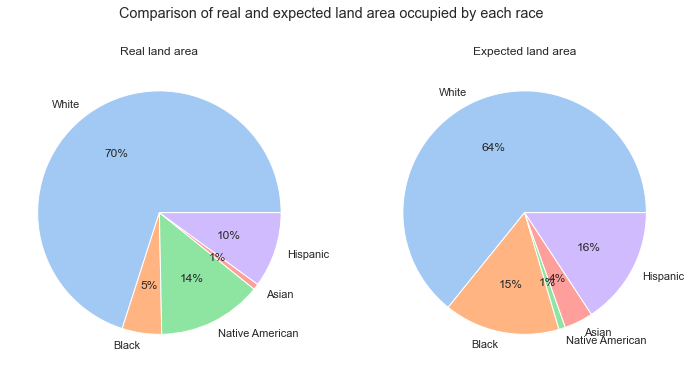 Comparison of real and expected land area occupied by each race
Real land area
White
70%
10%
1%
Hispanic
14%
5%
Asian
Native American
Black
Expected land area
White
64%
16%
4%
1%
15%
Hispanic
Asian
Native American
Black